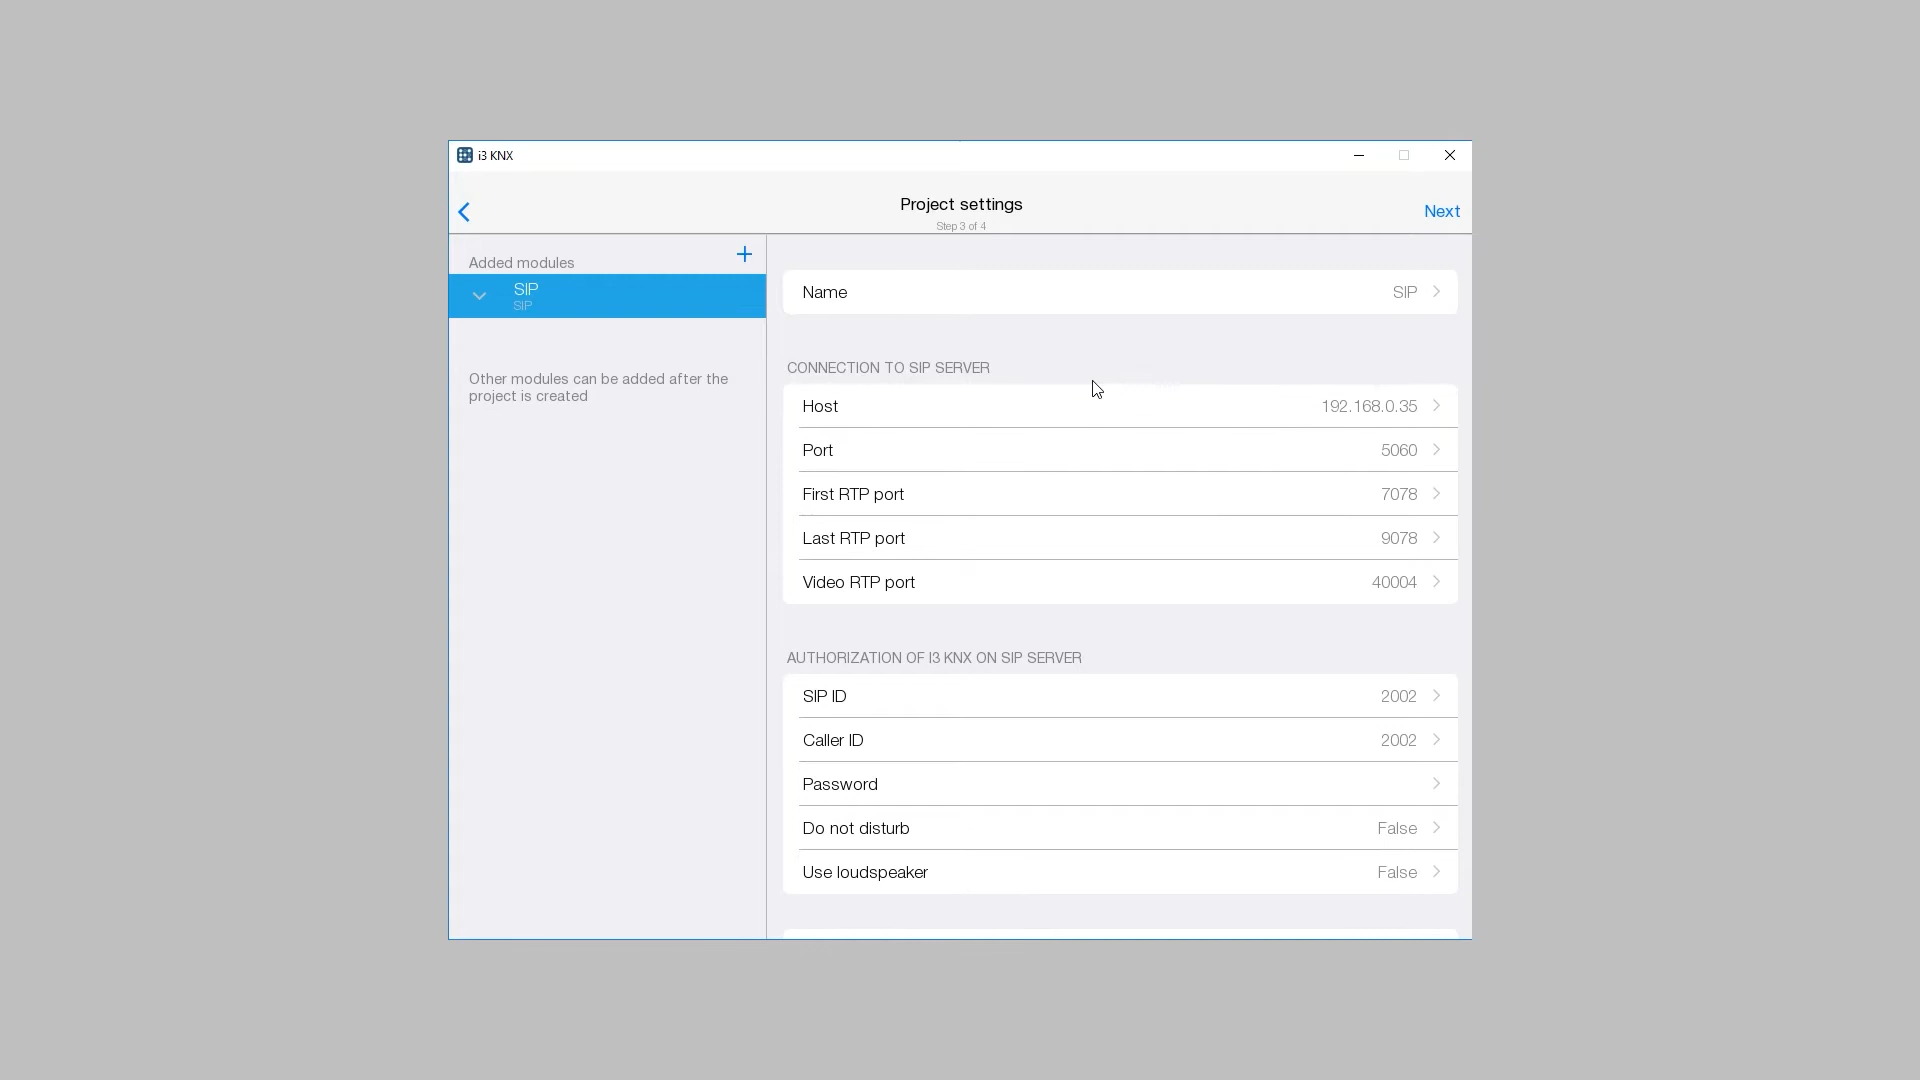 i3 KNX
Project settings
Next
Step 3 of 4
Added modules
SIP
SIP
Other modules can be added after the
project is created
Name SIP
CONNECTION TO SIP SERVER
Host 192.168.0.35
Port 5060
First RTP port 7078
Last RTP port 9078
Video RTP port 40004
AUTHORIZATION OF I3 KNX ON SIP SERVER
SIP ID 2002
Caller ID 2002
Password
Do not disturb False
Use loudspeaker False